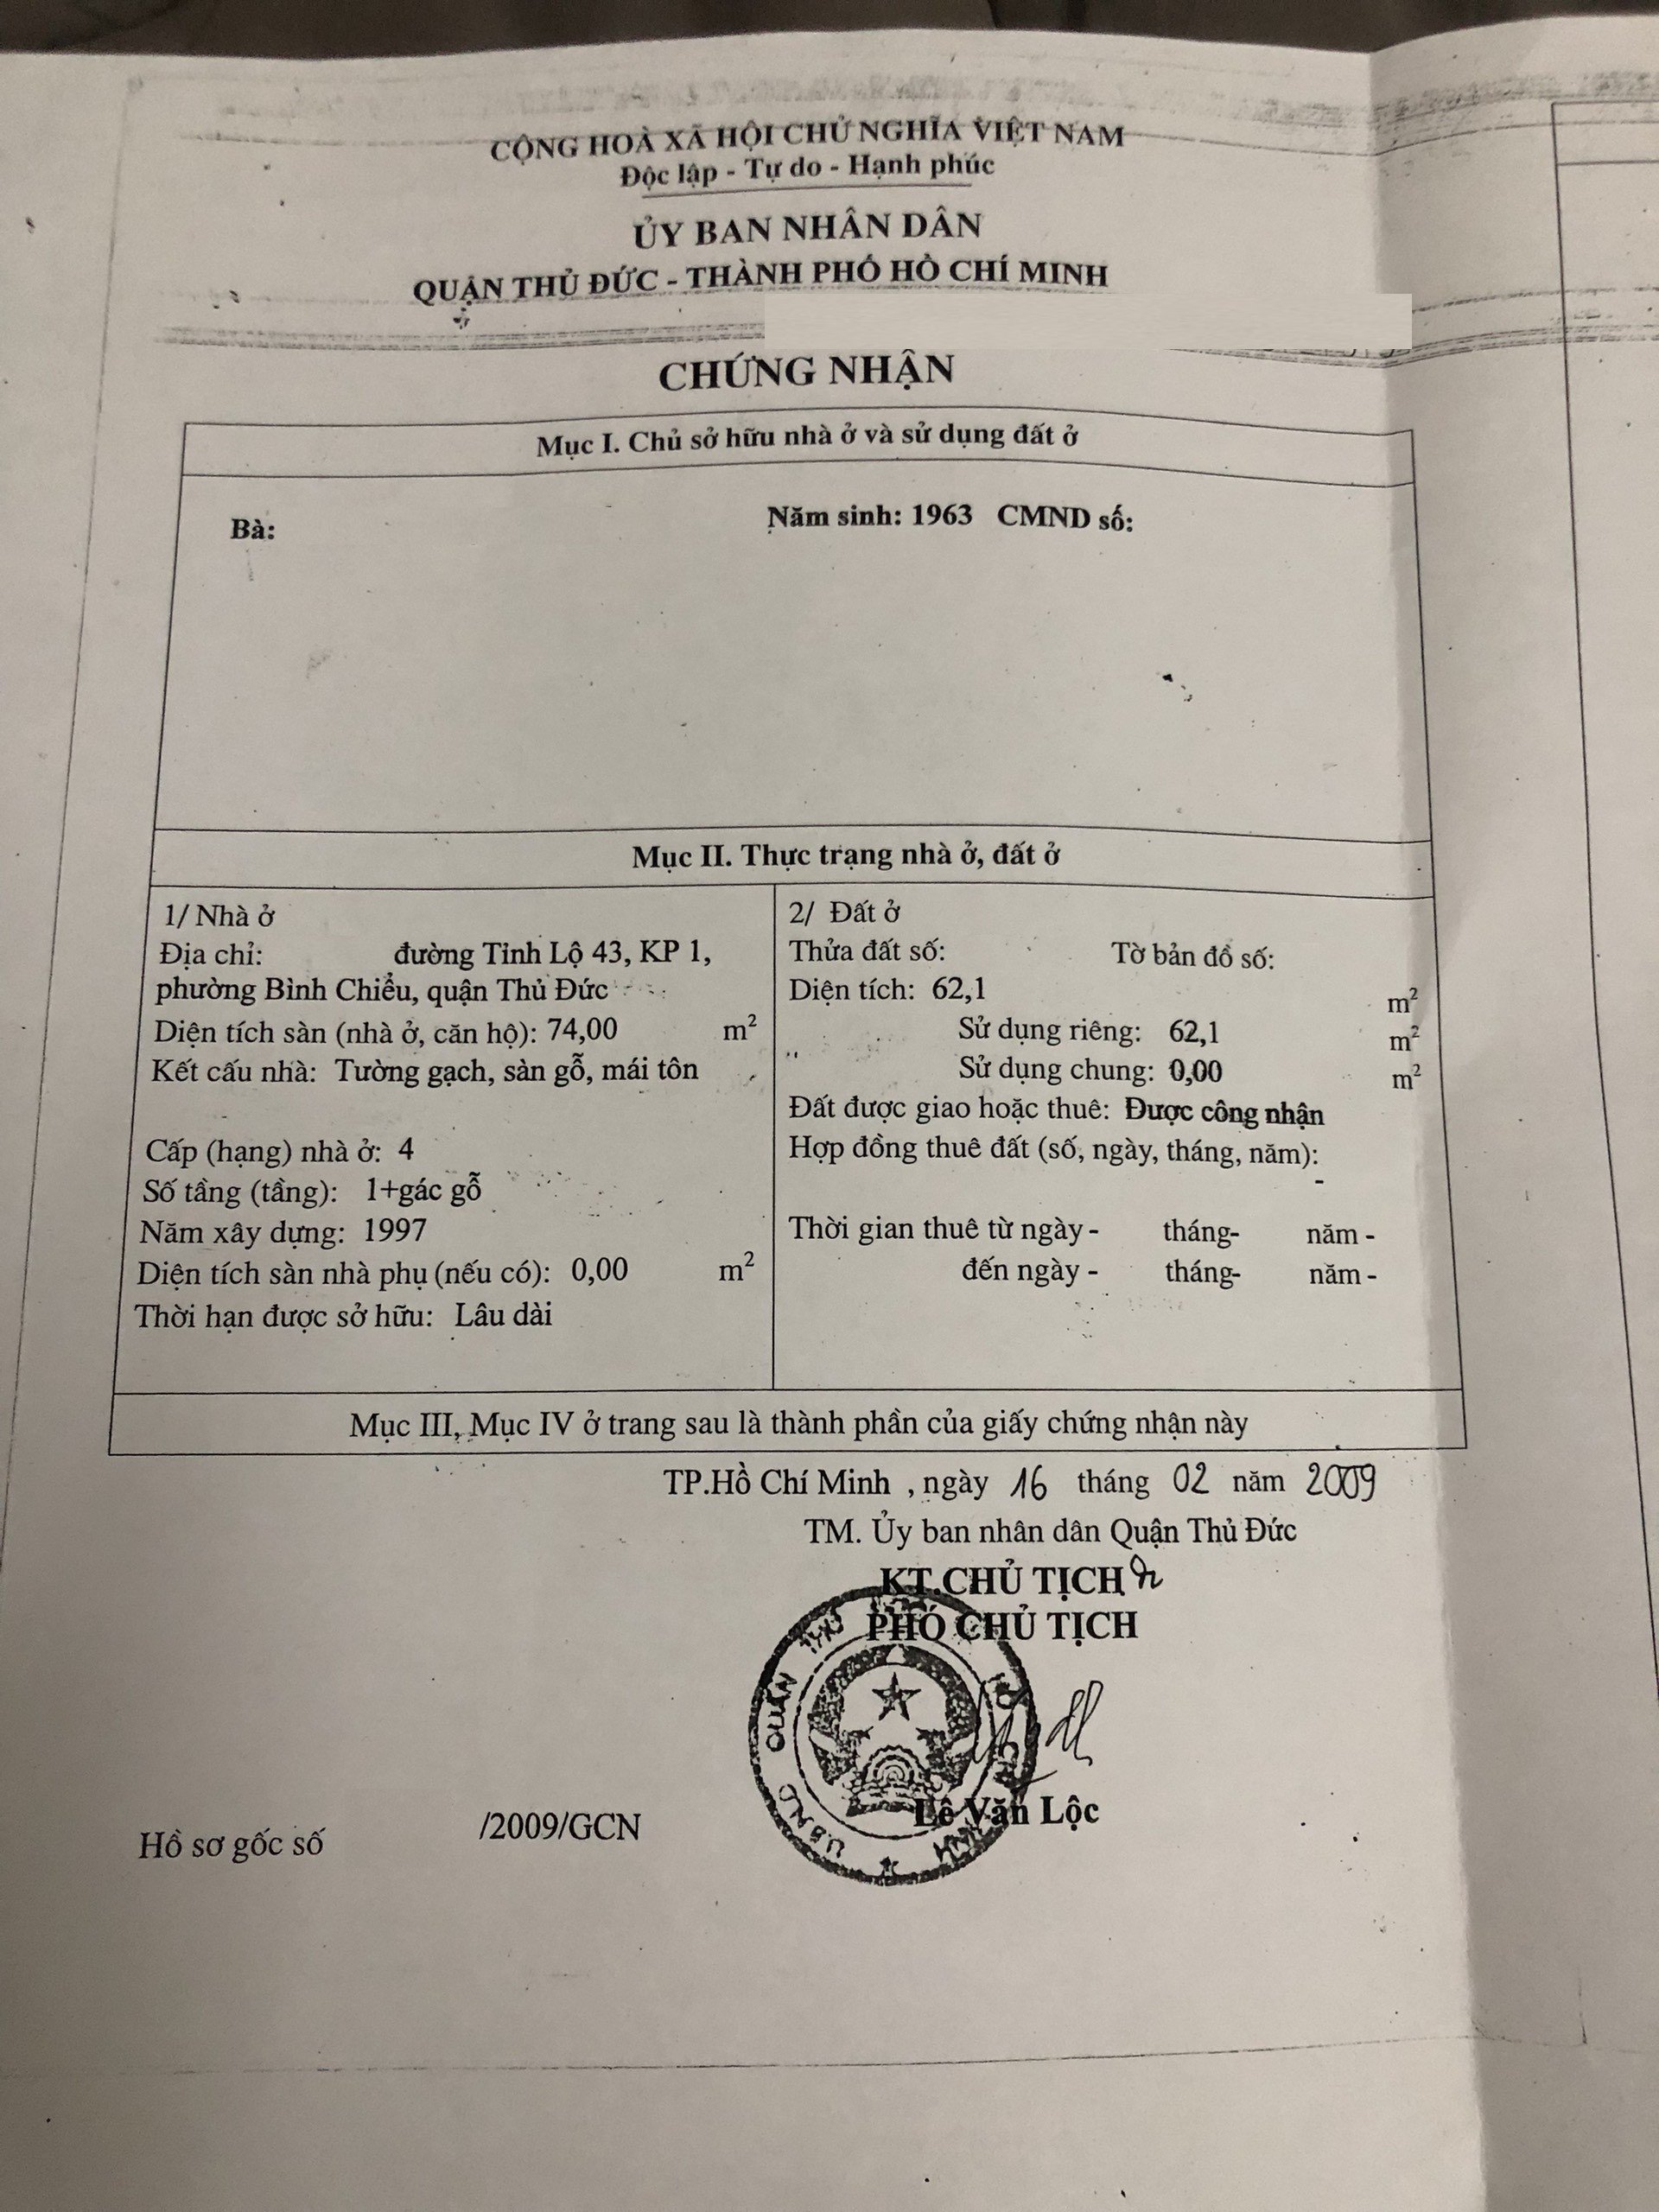 CỘNG HOÀ XÃ HỘI CHỦ NGHĨA VIỆT NAM
Độc lập - Tự do - Hạnh phúc
ỦY BAN NHÂN DÂN
QUẬN THỦ ĐỨC - THÀNH PHỐ HỒ CHÍ MINH
CHỨNG NHẬN
Mục I. Chủ sở hữu nhà ở và sử dụng đất ở
Bà: Năm sinh: 1963 CMND số:
Mục II. Thực trạng nhà ở, đất ở
1/ Nhà ở
Địa chỉ: đường Tỉnh Lộ 43, KP 1,
phường Bình Chiểu, quận Thủ Đức
Diện tích sàn (nhà ở, căn hộ): 74,00 m²
Kết cấu nhà: Tường gạch, sàn gỗ, mái tôn
Cấp (hạng) nhà ở: 4
Số tầng (tầng): 1+gác gỗ
Năm xây dựng: 1997
Diện tích sàn nhà phụ (nếu có): 0,00 m²
Thời hạn được sở hữu: Lâu dài
2/ Đất ở
Thửa đất số: Tờ bản đồ số:
Diện tích: 62,1 m²
Sử dụng riêng: 62,1 m²
Sử dụng chung: 0,00 m²
Đất được giao hoặc thuê: Được công nhận
Hợp đồng thuê đất (số, ngày, tháng, năm):
-
Thời gian thuê từ ngày - tháng- năm -
đến ngày - tháng- năm -
Mục III, Mục IV ở trang sau là thành phần của giấy chứng nhận này
TP.Hồ Chí Minh , ngày 16 tháng 02 năm 2009
TM. Ủy ban nhân dân Quận Thủ Đức
KT.CHỦ TỊCH
PHÓ CHỦ TỊCH
U.B.N.D QUẬN THỦ
Lê Văn Lộc
Hồ sơ gốc số /2009/GCN